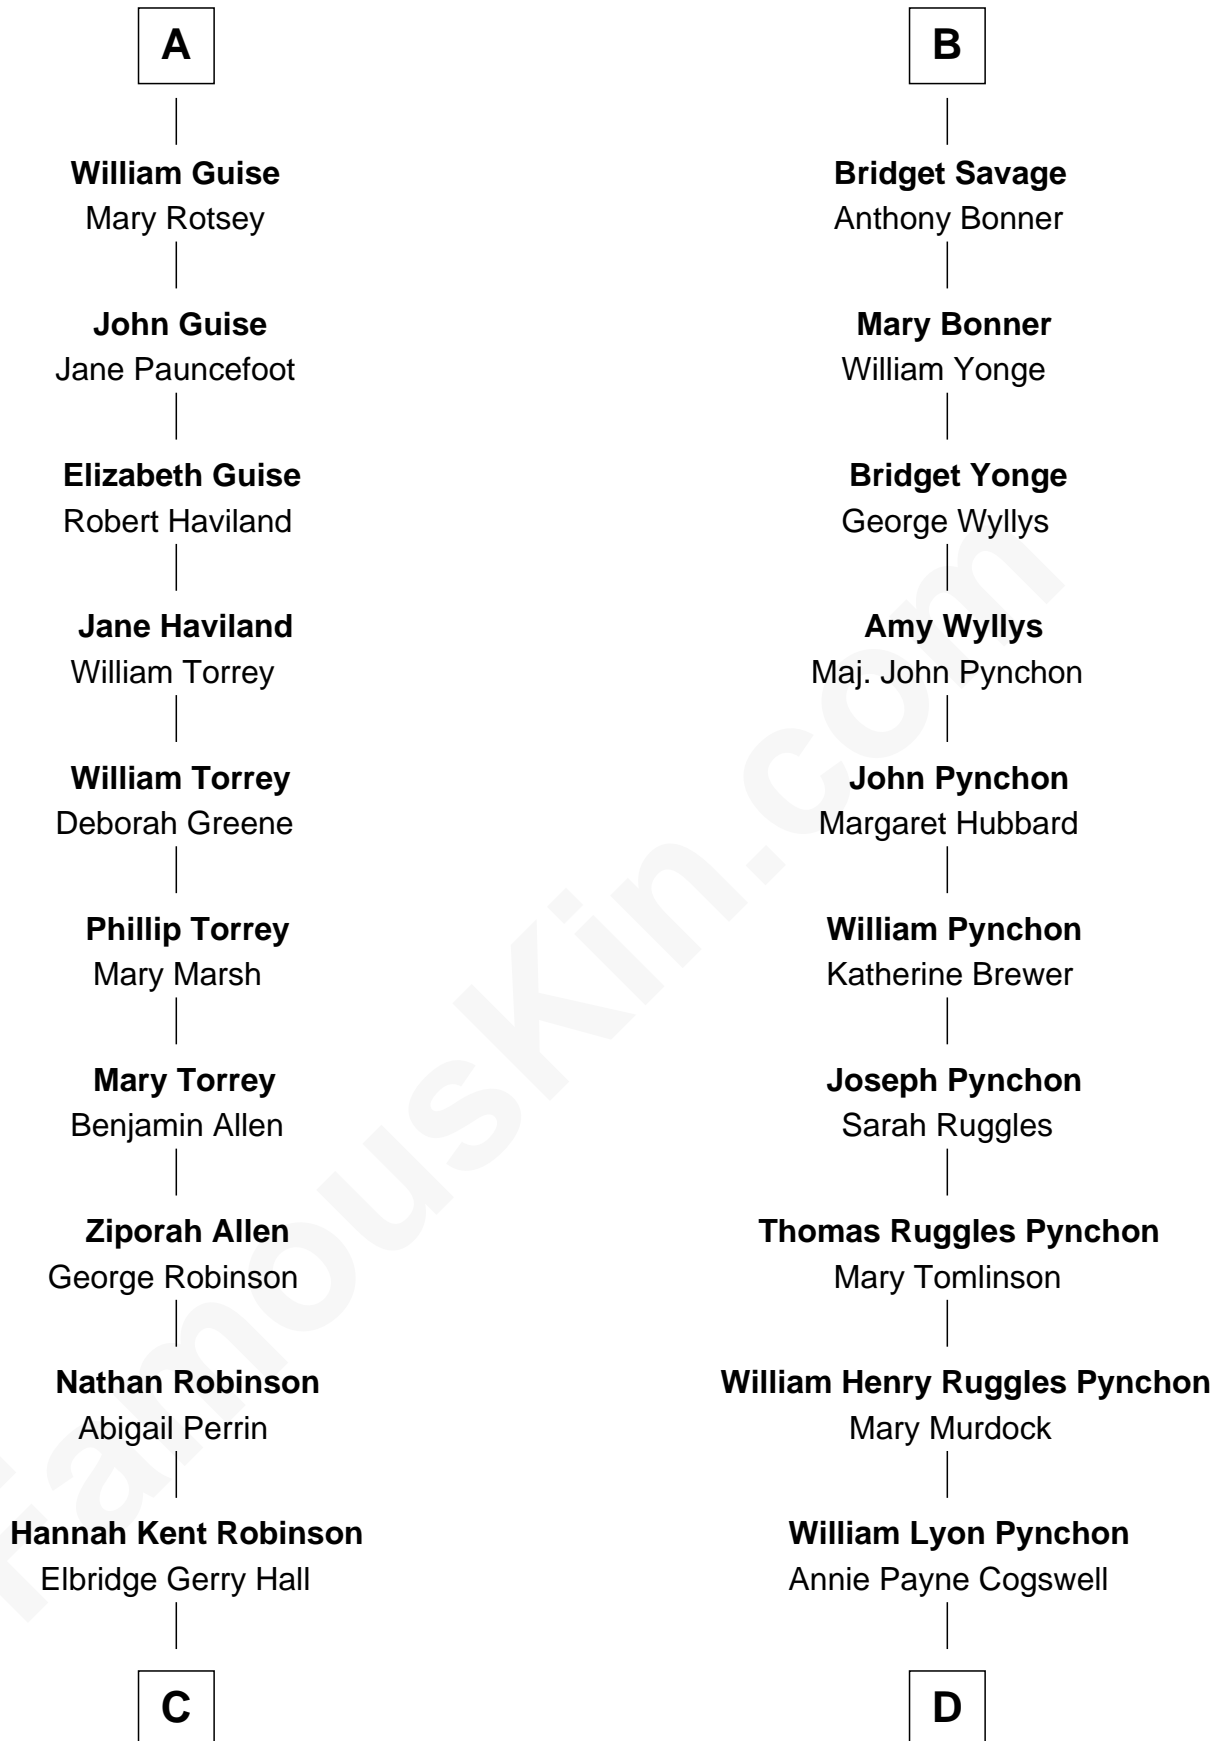 A
William Guise
Mary Rotsey
John Guise
Jane Pauncefoot
Elizabeth Guise
Robert Haviland
Jane Haviland
William Torrey
William Torrey
Deborah Greene
Phillip Torrey
Mary Marsh
Mary Torrey
Benjamin Allen
Ziporah Allen
George Robinson
Nathan Robinson
Abigail Perrin
Hannah Kent Robinson
Elbridge Gerry Hall
C
B
Bridget Savage
Anthony Bonner
Mary Bonner
William Yonge
Bridget Yonge
George Wyllys
Amy Wyllys
Maj. John Pynchon
John Pynchon
Margaret Hubbard
William Pynchon
Katherine Brewer
Joseph Pynchon
Sarah Ruggles
Thomas Ruggles Pynchon
Mary Tomlinson
William Henry Ruggles Pynchon
Mary Murdock
William Lyon Pynchon
Annie Payne Cogswell
D
FamousKin.com